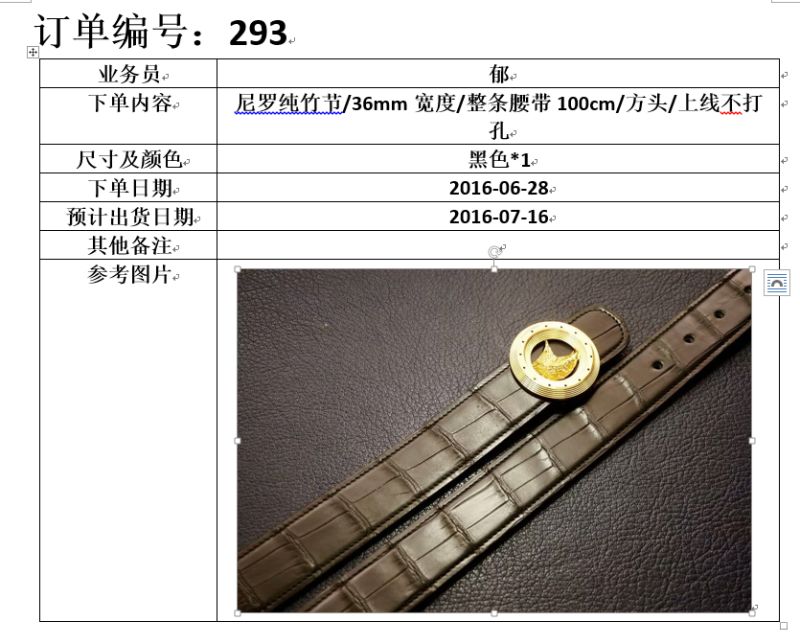 订单编号：293
业务员
郁
下单内容
尼罗纯竹节/36mm 宽度/整条腰带 100cm/方头/上线不打
孔
尺寸及颜色
黑色*1
下单日期
2016-06-28
预计出货日期
2016-07-16
其他备注
参考图片